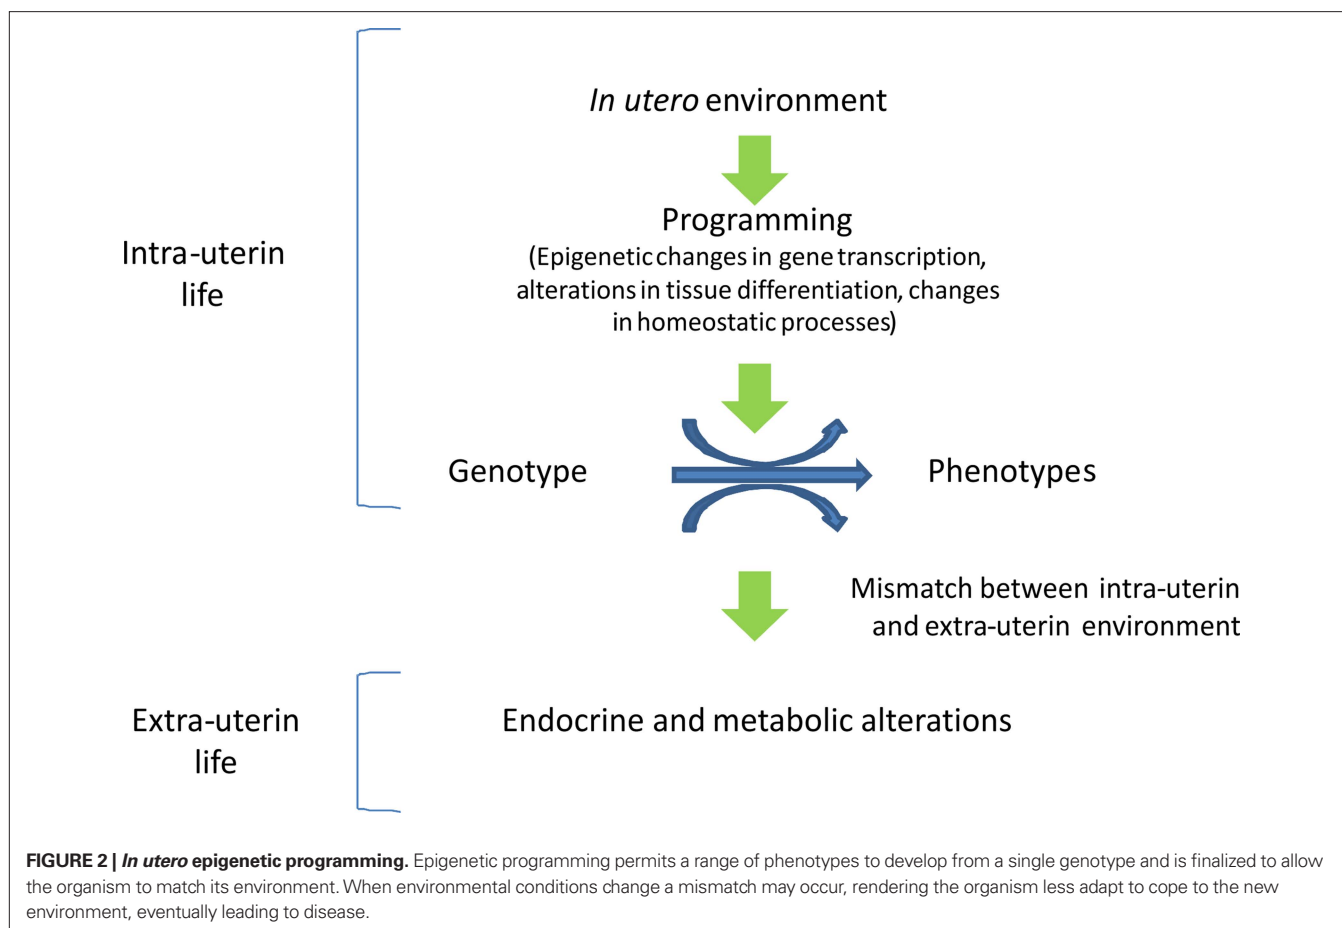 In utero environment
Programming
(Epigenetic changes in gene transcription,
alterations in tissue differentiation, changes
in homeostatic processes)
Intra-uterin
life
Genotype
Phenotypes
Mismatch between intra-uterin
and extra-uterin environment
Extra-uterin
life
Endocrine and metabolic alterations
FIGURE 2 | In utero epigenetic programming. Epigenetic programming permits a range of phenotypes to develop from a single genotype and is finalized to allow
the organism to match its environment. When environmental conditions change a mismatch may occur, rendering the organism less adapt to cope to the new
environment, eventually leading to disease.